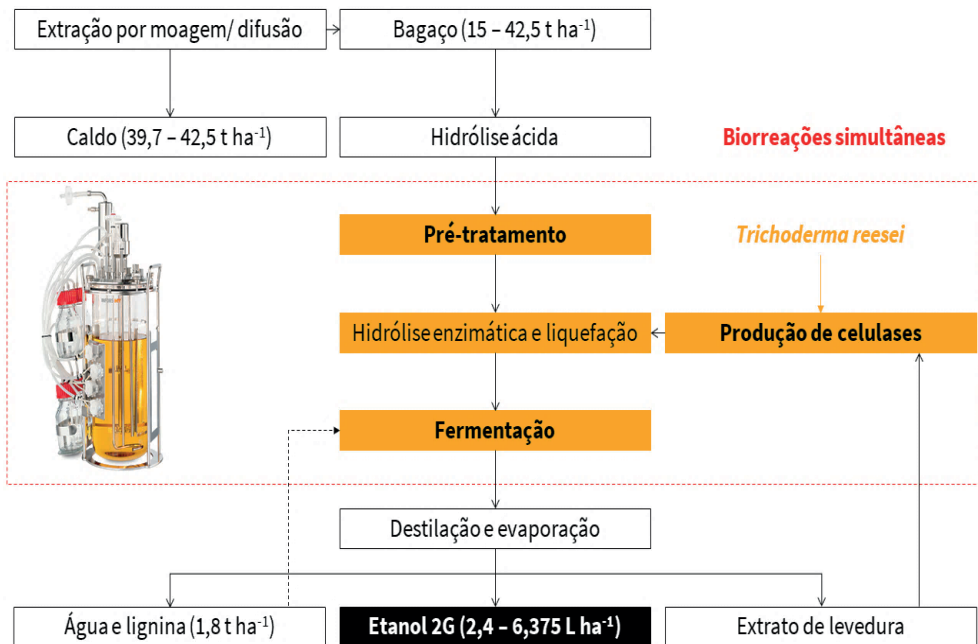 Extração por moagem/ difusão
Bagaço (15 – 42,5 t ha⁻¹)
Caldo (39,7 – 42,5 t ha⁻¹)
Hidrólise ácida
Biorreações simultâneas
Pré-tratamento
Trichoderma reesei
Hidrólise enzimática e liquefação
Produção de celulases
Fermentação
Destilação e evaporação
Água e lignina (1,8 t ha⁻¹)
Etanol 2G (2,4 – 6,375 L ha⁻¹)
Extrato de levedura